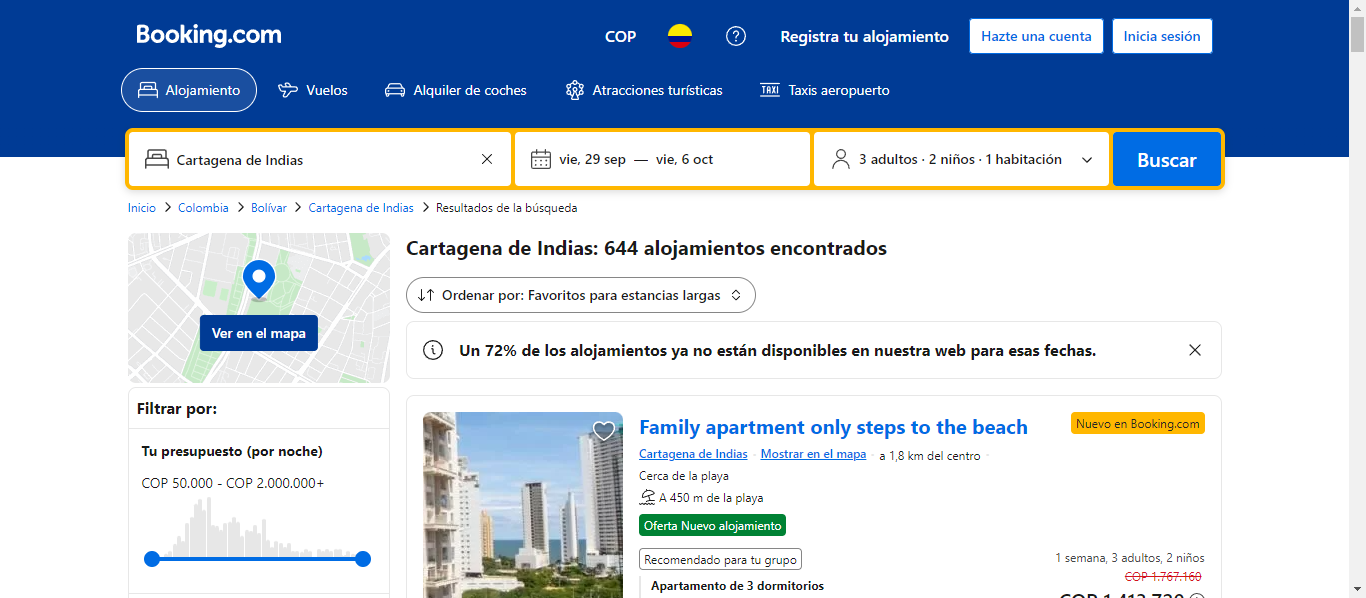 Booking.com
COP
Registra tu alojamiento
Hazte una cuenta
Inicia sesión
Alojamiento
Vuelos
Alquiler de coches
Atracciones turísticas
TAXI
Taxis aeropuerto
Cartagena de Indias
vie, 29 sep — vie, 6 oct
3 adultos · 2 niños · 1 habitación
Buscar
Inicio > Colombia > Bolívar > Cartagena de Indias > Resultados de la búsqueda
Ver en el mapa
Filtrar por:
Tu presupuesto (por noche)
COP 50.000 - COP 2.000.000+
Cartagena de Indias: 644 alojamientos encontrados
Ordenar por: Favoritos para estancias largas
Un 72% de los alojamientos ya no están disponibles en nuestra web para esas fechas.
Family apartment only steps to the beach
Nuevo en Booking.com
Cartagena de Indias · Mostrar en el mapa · a 1,8 km del centro ·
Cerca de la playa
A 450 m de la playa
Oferta Nuevo alojamiento
Recomendado para tu grupo
Apartamento de 3 dormitorios
1 semana, 3 adultos, 2 niños
COP 1.767.160
COP 1.413.728